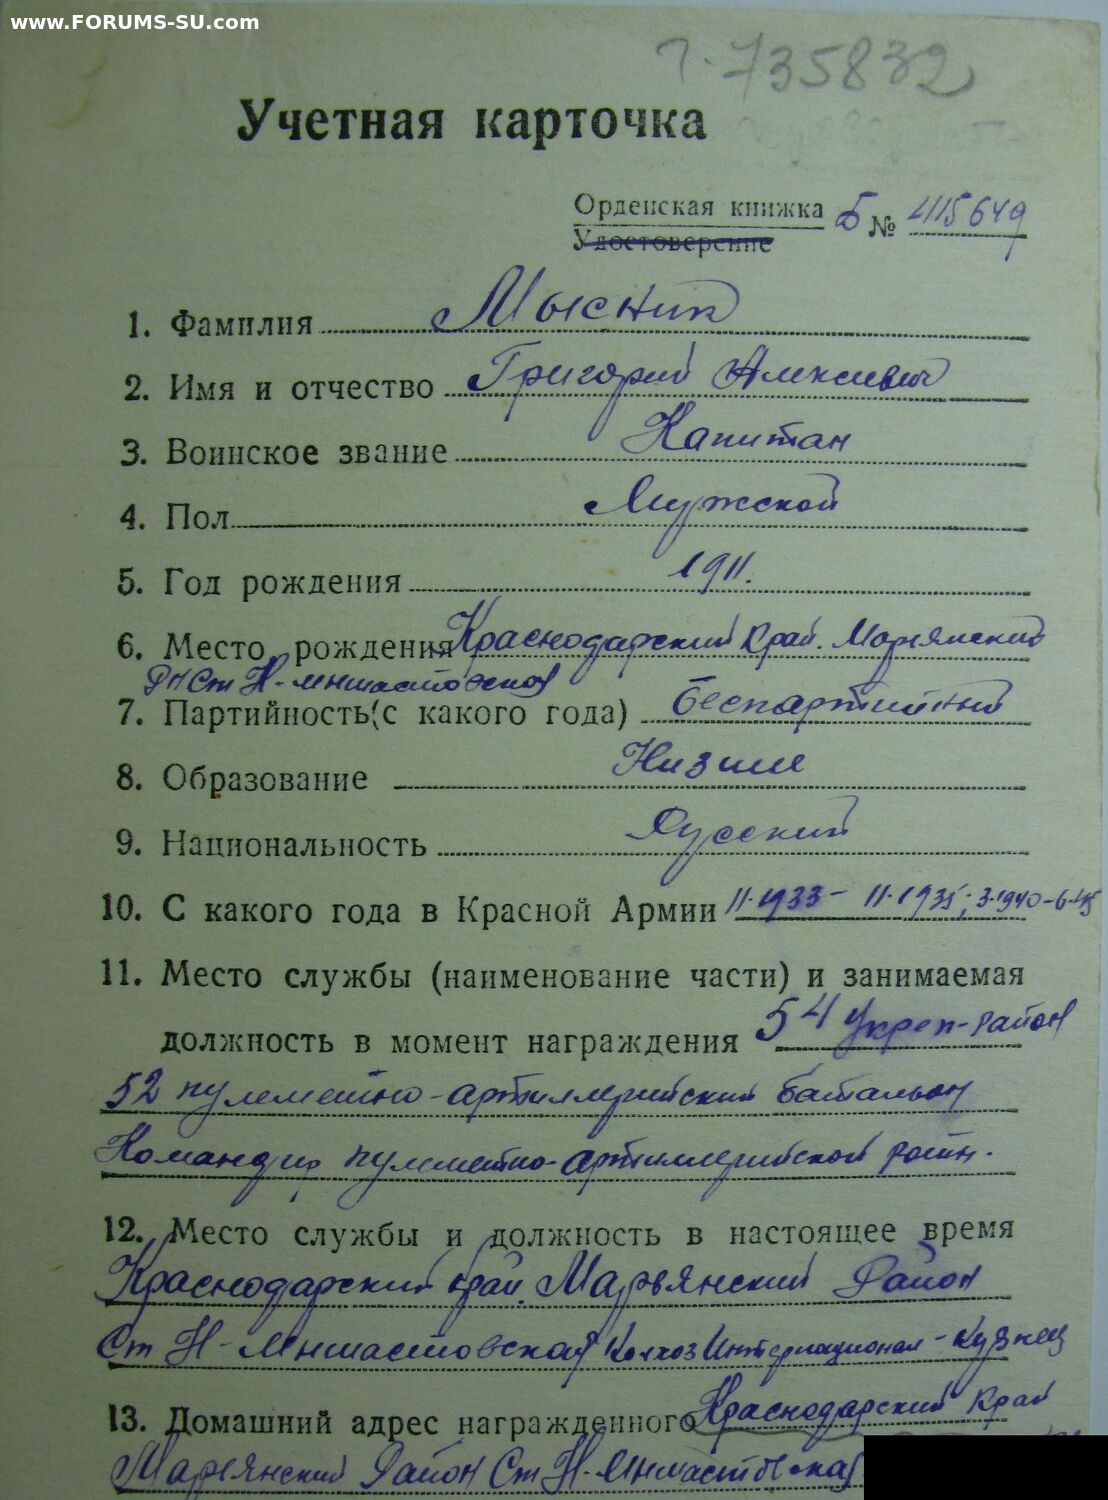 www.FORUMS-SU.com
Г-735832
Учетная карточка
Орденская книжка Б № 415649
Удостоверение
1. Фамилия Мысник
2. Имя и отчество Григорий Алексеевич
3. Воинское звание Капитан
4. Пол Мужской
5. Год рождения 1911.
6. Место рождения Краснодарский Край. Марьянский
Рн Ст Н-Мышастовская
7. Партийность (с какого года) беспартийный
8. Образование Низшее
9. Национальность Русский
10. С какого года в Красной Армии 11.1933 - 11.1935; 3.1940-6.45
11. Место службы (наименование части) и занимаемая
должность в момент награждения 54 Укреп-район
52 пулеметно-артиллерийский батальон
Командир пулеметно-артиллерийской роты.
12. Место службы и должность в настоящее время
Краснодарский край. Марьянский Район
Ст Н-Мышастовская Колхоз Интернационал - Кузнец
13. Домашний адрес награжденного Краснодарский Край
Марьянский Район Ст Н-Мышастовская